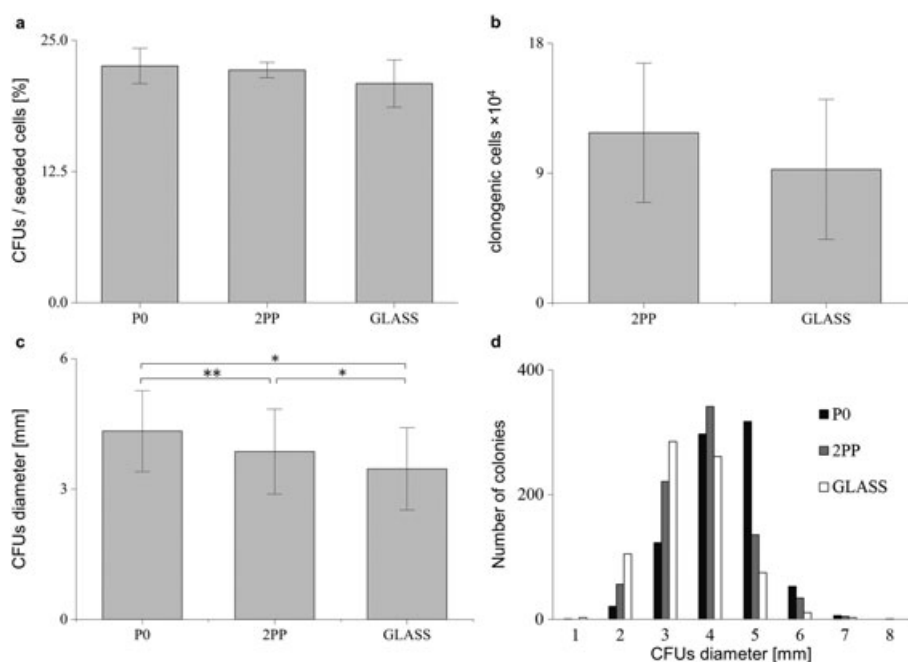 a
CFUs / seeded cells [%]
25.0
12.5
0.0
P0 2PP GLASS
b
clonogenic cells ×10⁴
18
9
0
2PP GLASS
c
CFUs diameter [mm]
6
3
0
*
** *
P0 2PP GLASS
d
Number of colonies
400
200
0
P0
2PP
GLASS
1 2 3 4 5 6 7 8
CFUs diameter [mm]